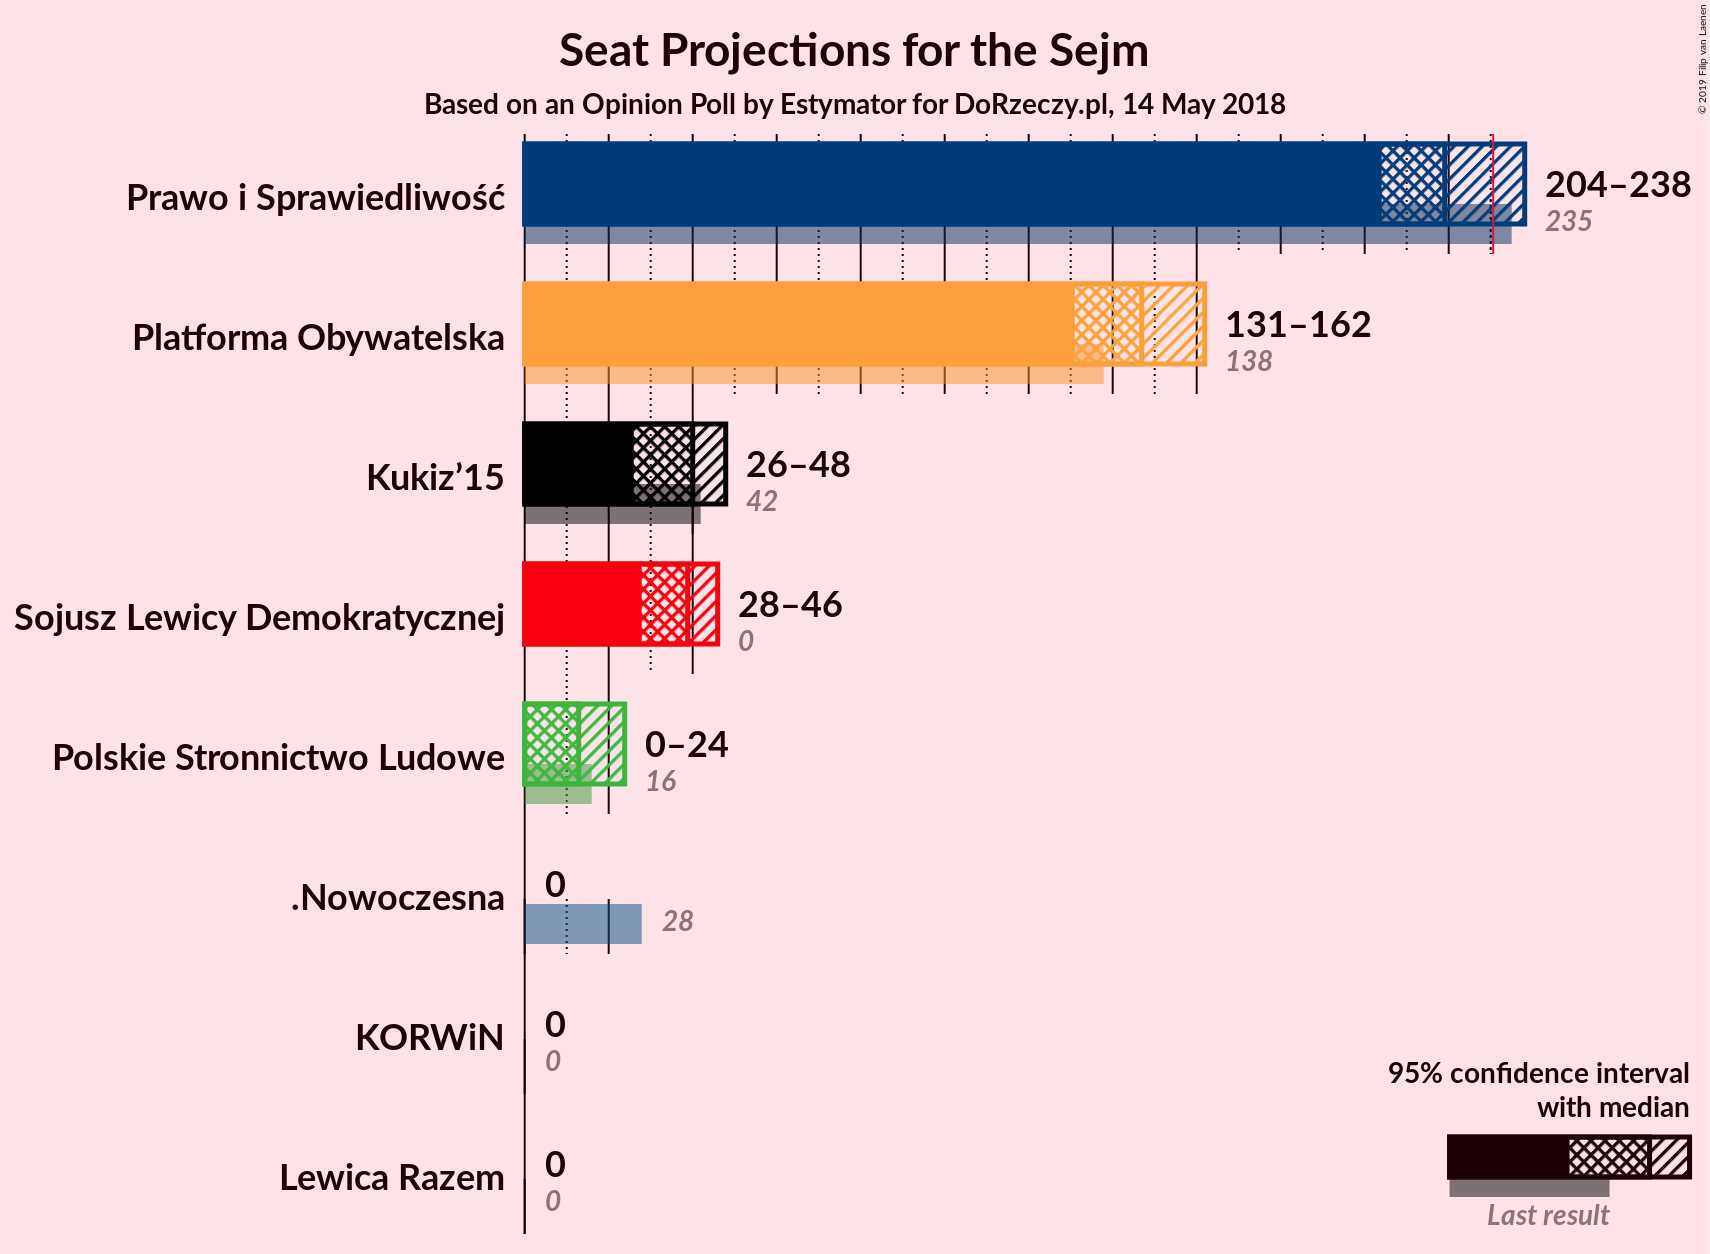 Seat Projections for the Sejm
Based on an Opinion Poll by Estymator for DoRzeczy.pl, 14 May 2018
© 2019 Filip van Laenen
Prawo i Sprawiedliwość
204–238
235
Platforma Obywatelska
131–162
138
Kukiz’15
26–48
42
Sojusz Lewicy Demokratycznej
28–46
0
Polskie Stronnictwo Ludowe
0–24
16
.Nowoczesna
0
28
KORWiN
0
0
Lewica Razem
0
0
95% confidence interval
with median
Last result